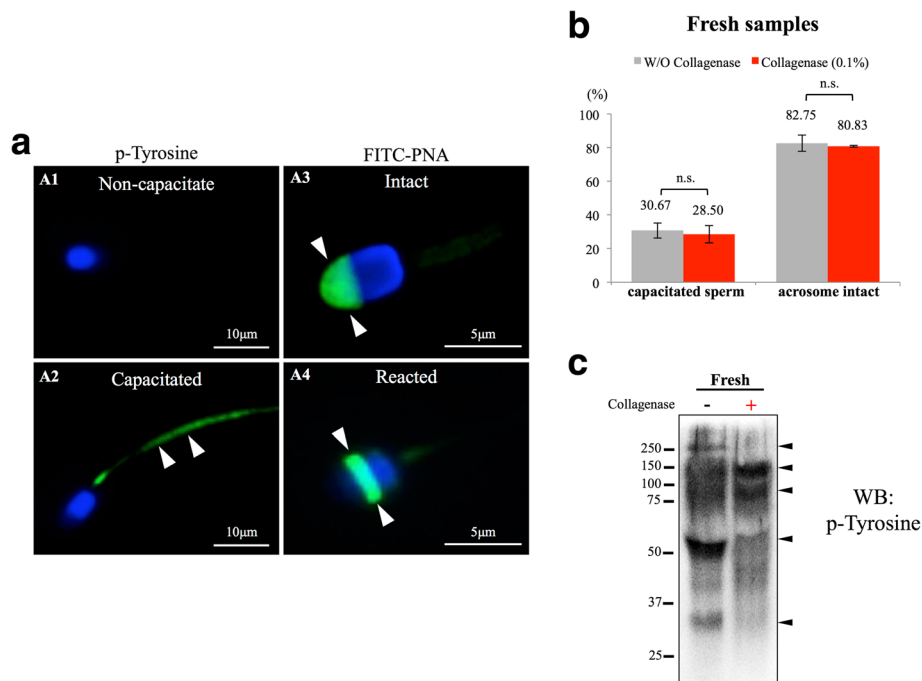 a
p-Tyrosine
FITC-PNA
A1
Non-capacitate
10μm
A3
Intact
5μm
A2
Capacitated
10μm
A4
Reacted
5μm
b
Fresh samples
W/O Collagenase
Collagenase (0.1%)
(%)
100
80
60
40
20
0
n.s.
30.67
28.50
n.s.
82.75
80.83
capacitated sperm
acrosome intact
c
Fresh
Collagenase
-
+
250
150
100
75
50
37
25
WB:
p-Tyrosine